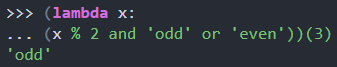 >>> (lambda x:
... (x % 2 and 'odd' or 'even'))(3)
'odd'